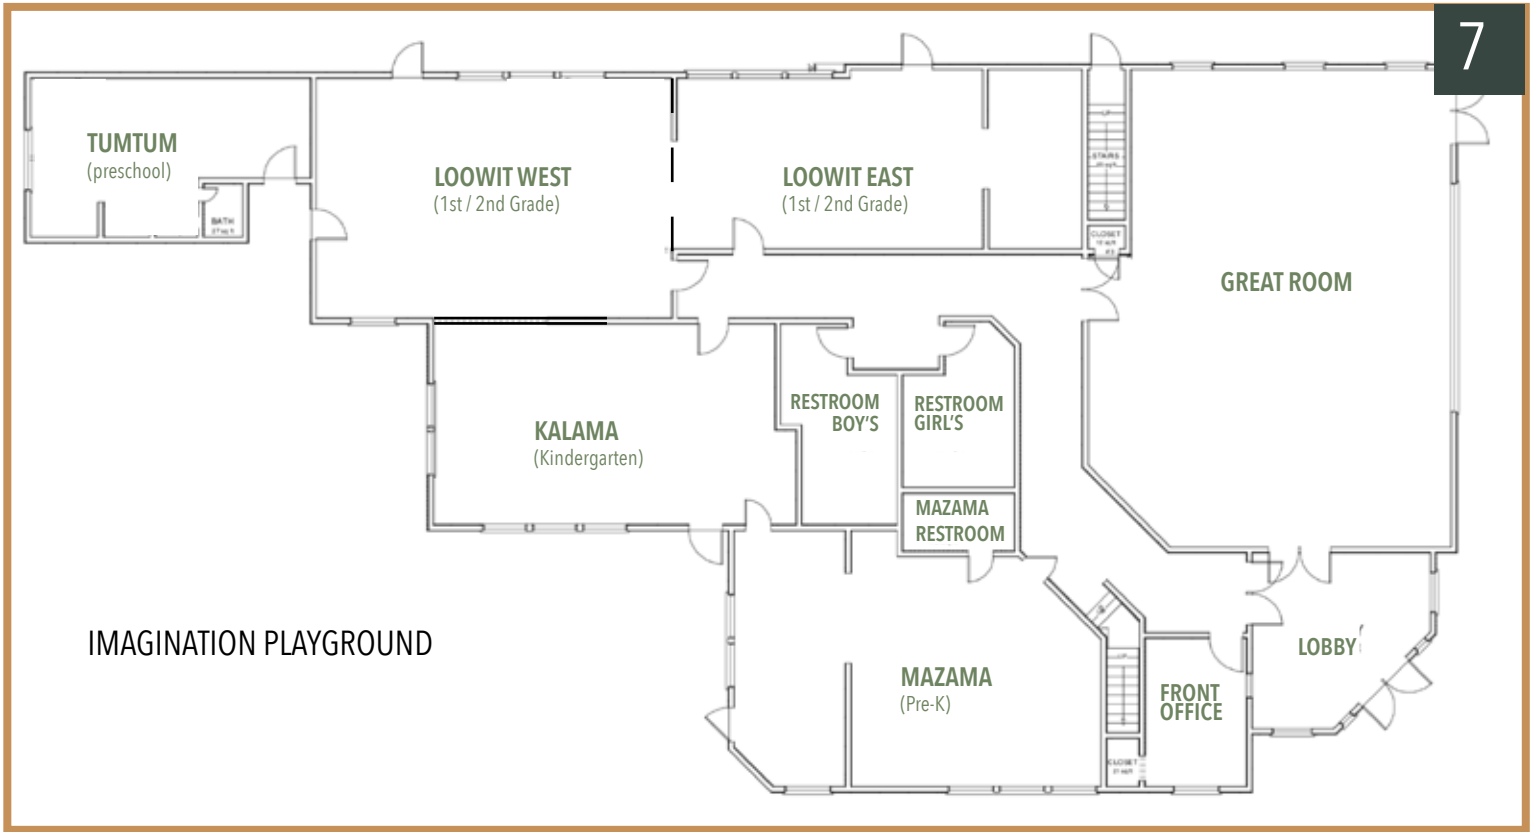 7
TUMTUM
(preschool)
BATH
LOOWIT WEST
(1st / 2nd Grade)
LOOWIT EAST
(1st / 2nd Grade)
UP
STAIRS
CLOSET
GREAT ROOM
KALAMA
(Kindergarten)
RESTROOM
BOY'S
RESTROOM
GIRL'S
MAZAMA
RESTROOM
IMAGINATION PLAYGROUND
MAZAMA
(Pre-K)
CLOSET
FRONT
OFFICE
LOBBY